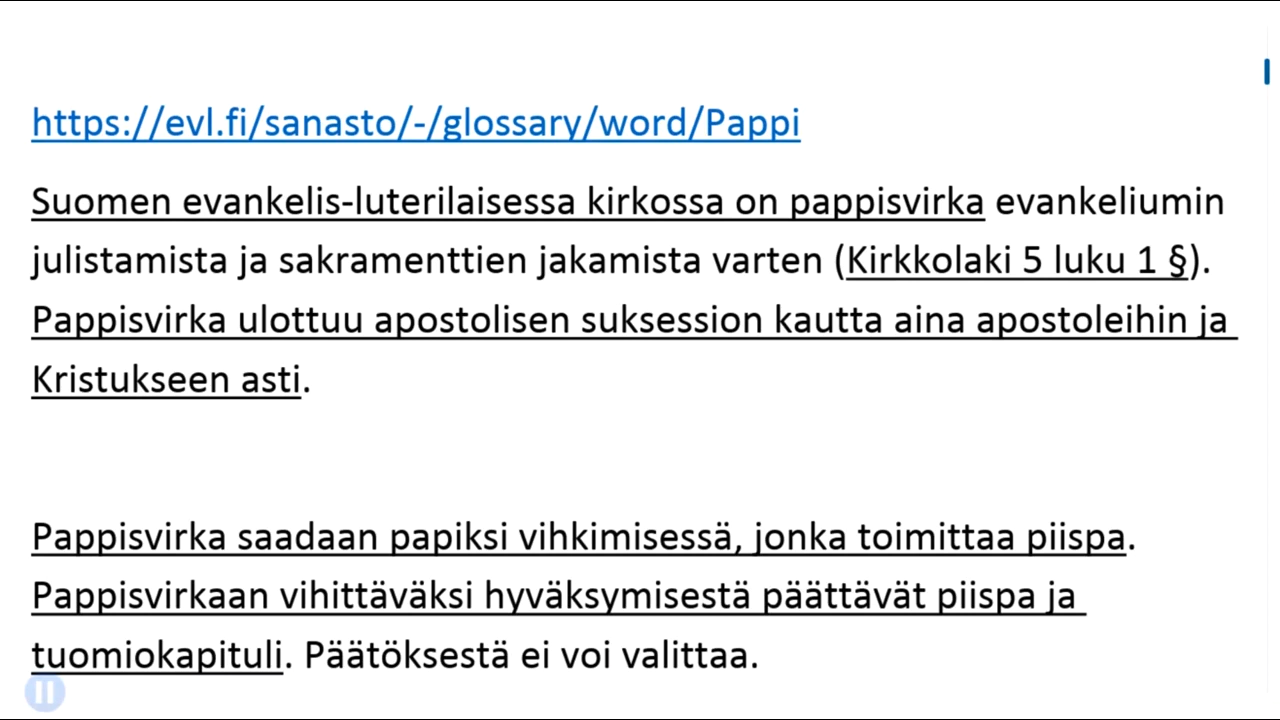 https://evl.fi/sanasto/-/glossary/word/Pappi
Suomen evankelis-luterilaisessa kirkossa on pappisvirka evankeliumin
julistamista ja sakramenttien jakamista varten (Kirkkolaki 5 luku 1 §).
Pappisvirka ulottuu apostolisen suksession kautta aina apostoleihin ja
Kristukseen asti.
Pappisvirka saadaan papiksi vihkimisessä, jonka toimittaa piispa.
Pappisvirkaan vihittäväksi hyväksymisestä päättävät piispa ja
tuomiokapituli. Päätöksestä ei voi valittaa.